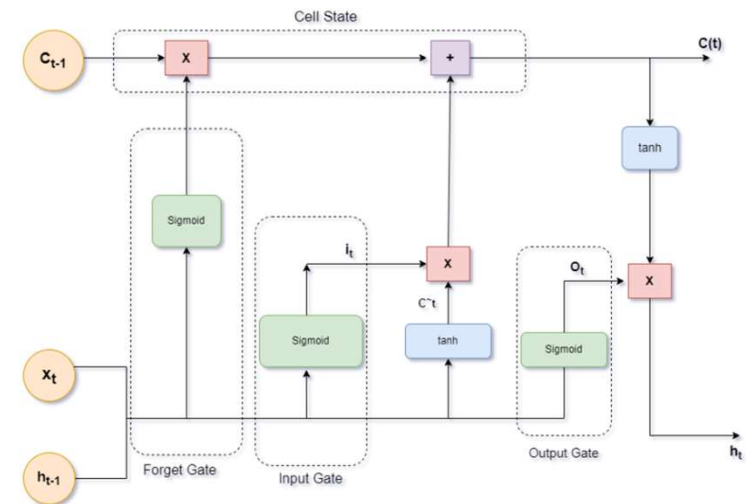 Cell State
Ct-1
X
+
C(t)
tanh
Sigmoid
it
X
Ot
X
C~t
Sigmoid
tanh
Sigmoid
xt
ht-1
Forget Gate
Input Gate
Output Gate
ht